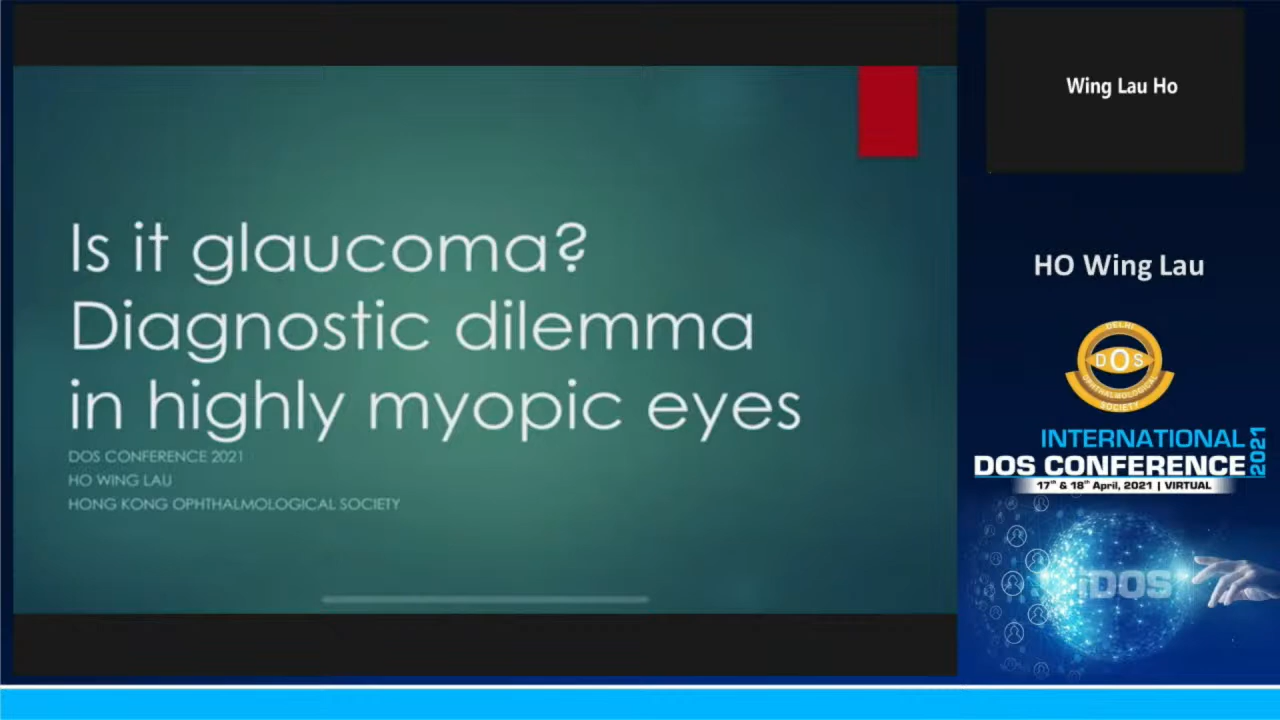 Is it glaucoma?
Diagnostic dilemma
in highly myopic eyes
DOS CONFERENCE 2021
HO WING LAU
HONG KONG OPHTHALMOLOGICAL SOCIETY
Wing Lau Ho
HO Wing Lau
DELHI
DOS
OPHTHALMOLOGICAL
SOCIETY
INTERNATIONAL
DOS CONFERENCE
2021
17th & 18th April, 2021 | VIRTUAL
iDOS